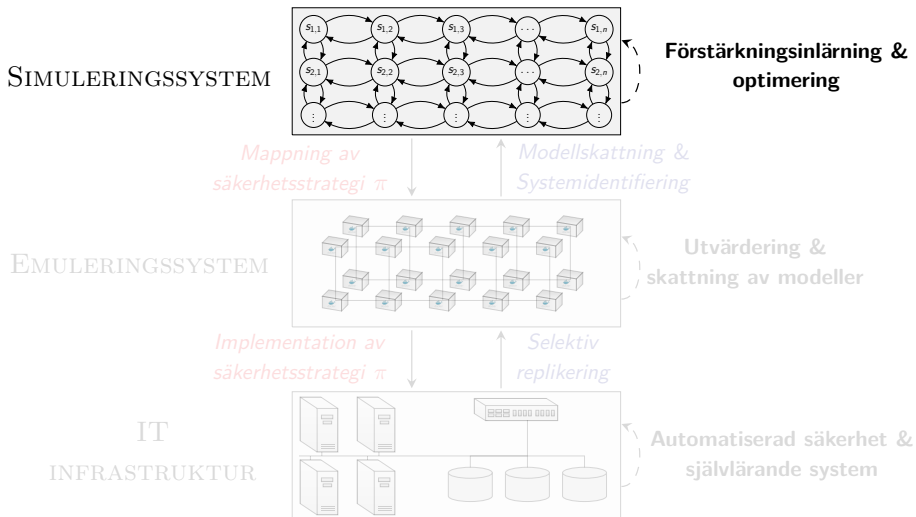 s1,1 s1,2 s1,3 ... s1,n
s2,1 s2,2 s2,3 ... s2,n
⋮ ⋮ ⋮ ⋮ ⋮
SIMULERINGSSYSTEM
Förstärkningsinlärning &
optimering
Mappning av
säkerhetsstrategi π
Modellskattning &
Systemidentifiering
EMULERINGSSYSTEM
Utvärdering &
skattning av modeller
Implementation av
säkerhetsstrategi π
Selektiv
replikering
IT
INFRASTRUKTUR
Automatiserad säkerhet &
självlärande system